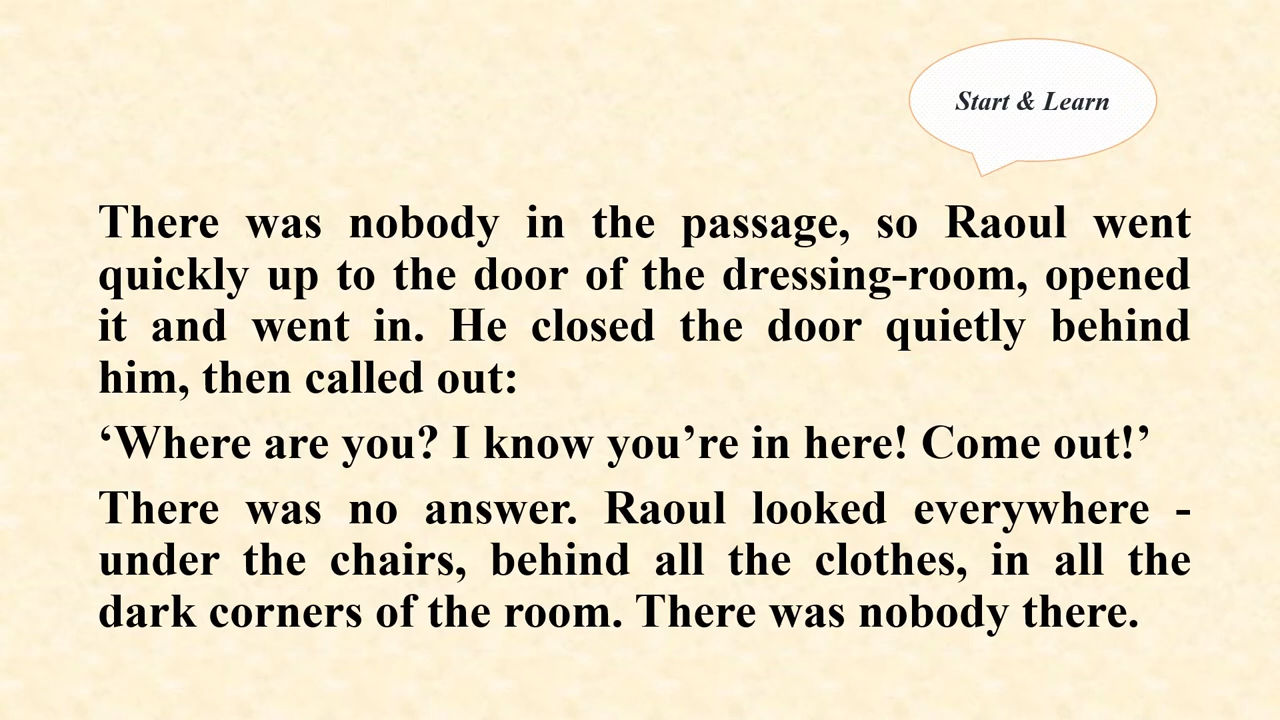 Start & Learn
There was nobody in the passage, so Raoul went
quickly up to the door of the dressing-room, opened
it and went in. He closed the door quietly behind
him, then called out:
‘Where are you? I know you’re in here! Come out!’
There was no answer. Raoul looked everywhere -
under the chairs, behind all the clothes, in all the
dark corners of the room. There was nobody there.